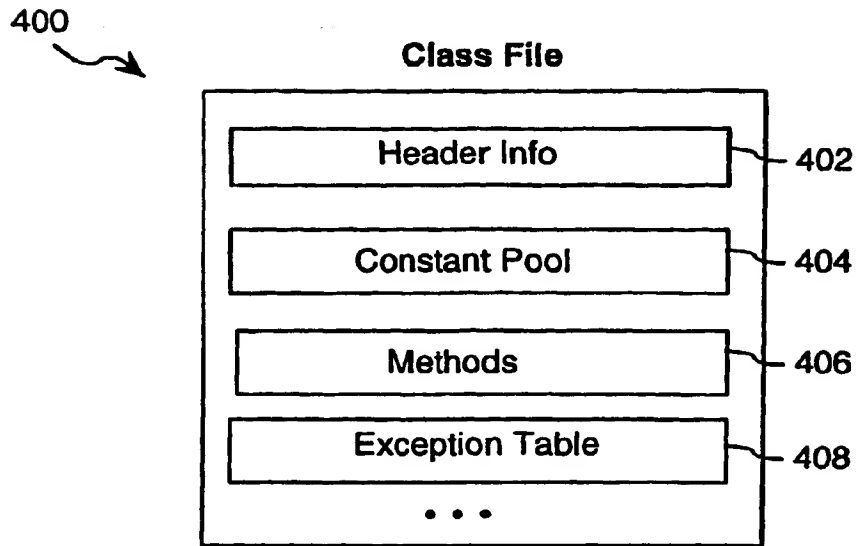 400
Class File
Header Info
402
Constant Pool
404
Methods
406
Exception Table
408
• • •